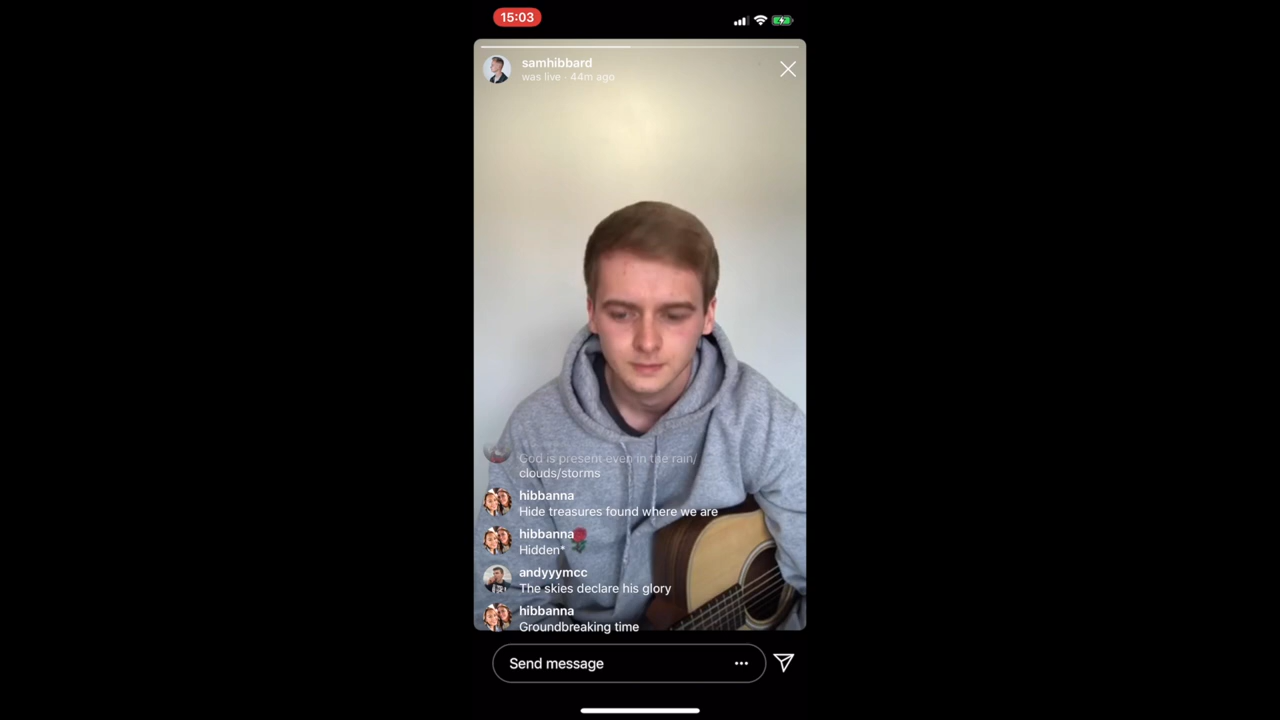 15:03
samhibbard
was live · 44m ago
God is present even in the rain/
clouds/storms
hibbanna
Hide treasures found where we are
hibbanna
Hidden*
andyyymcc
The skies declare his glory
hibbanna
Groundbreaking time
Send message